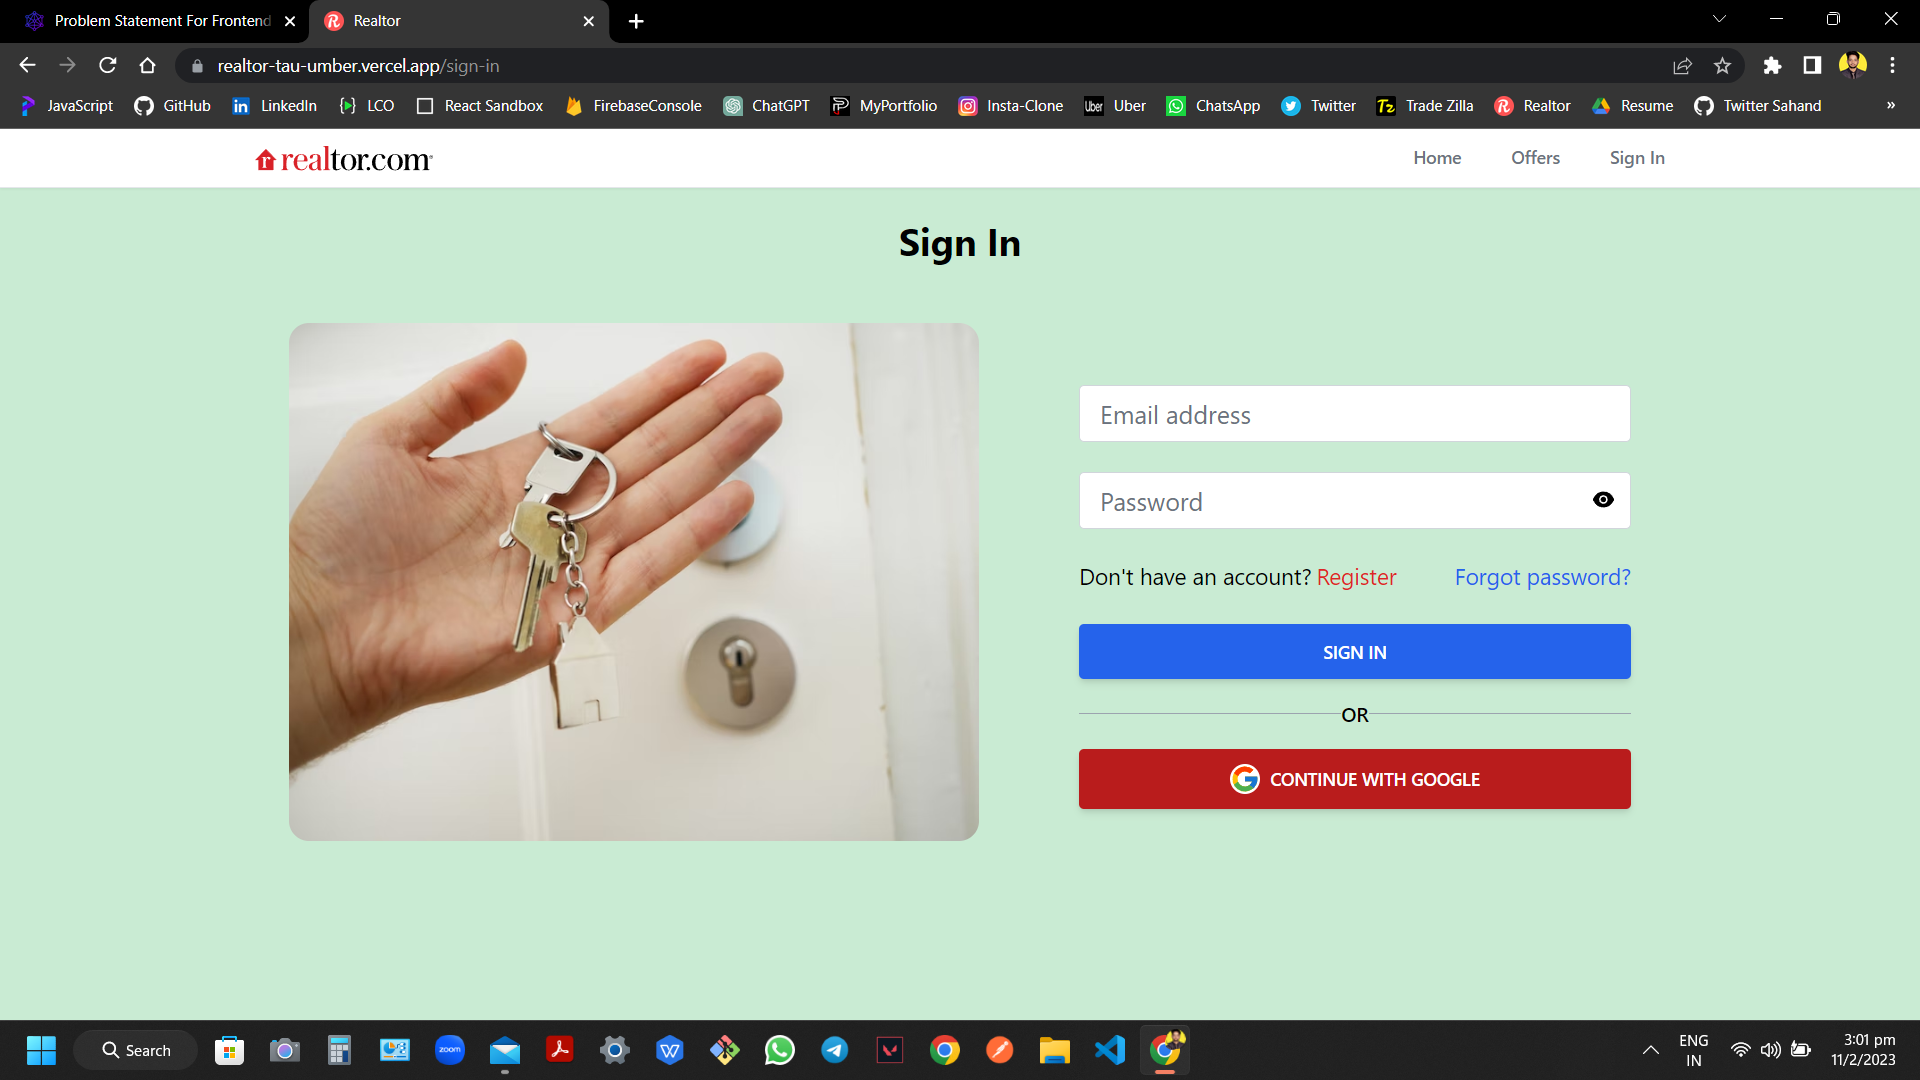 Problem Statement For Frontend
Realtor
realtor-tau-umber.vercel.app/sign-in
JavaScript GitHub LinkedIn LCO React Sandbox FirebaseConsole ChatGPT MyPortfolio Insta-Clone Uber Uber ChatsApp Twitter Tz Trade Zilla Realtor Resume Twitter Sahand »
realtor.com Home Offers Sign In
Sign In
Email address
Password
Don't have an account? Register Forgot password?
SIGN IN
OR
CONTINUE WITH GOOGLE
Search zoom ENG
IN
3:01 pm
11/2/2023